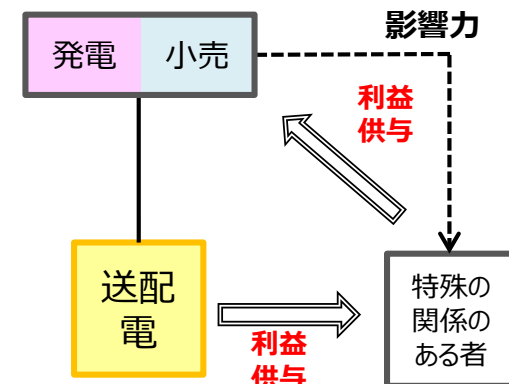 影響力
発電 小売
利益
供与
送配
電
利益
供与
特殊の
関係の
ある者